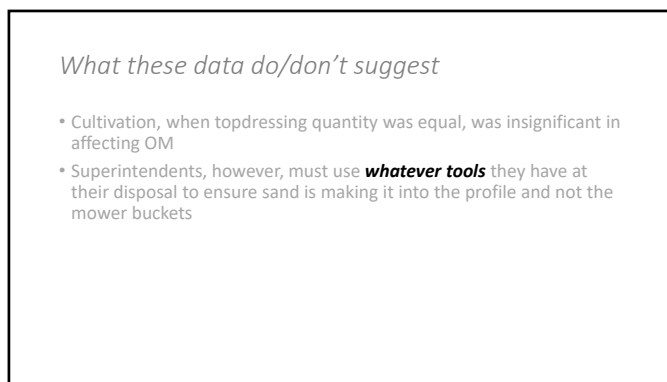 What these data do/don't suggest
• Cultivation, when topdressing quantity was equal, was insignificant in
affecting OM
• Superintendents, however, must use whatever tools they have at
their disposal to ensure sand is making it into the profile and not the
mower buckets